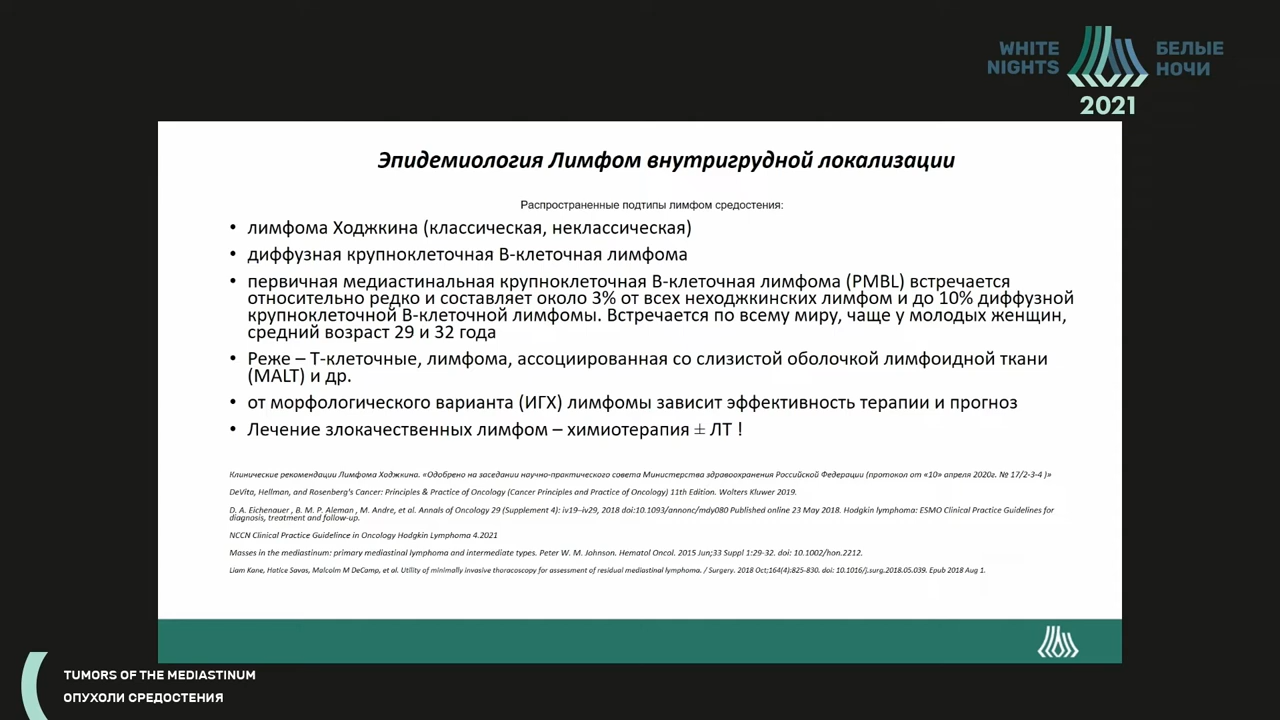 WHITE NIGHTS
БЕЛЫЕ НОЧИ
2021
Эпидемиология Лимфом внутригрудной локализации
Распространенные подтипы лимфом средостения:
• лимфома Ходжкина (классическая, неклассическая)
• диффузная крупноклеточная В-клеточная лимфома
• первичная медиастинальная крупноклеточная В-клеточная лимфома (PMBL) встречается
относительно редко и составляет около 3% от всех неходжкинских лимфом и до 10% диффузной
крупноклеточной В-клеточной лимфомы. Встречается по всему миру, чаще у молодых женщин,
средний возраст 29 и 32 года
• Реже – Т-клеточные, лимфома, ассоциированная со слизистой оболочкой лимфоидной ткани
(MALT) и др.
• от морфологического варианта (ИГХ) лимфомы зависит эффективность терапии и прогноз
• Лечение злокачественных лимфом – химиотерапия ± ЛТ !
Клинические рекомендации Лимфома Ходжкина. «Одобрено на заседании научно-практического совета Министерства здравоохранения Российской Федерации (протокол от «10» апреля 2020г. № 17/2-3-4 )»
DeVita, Hellman, and Rosenberg's Cancer: Principles & Practice of Oncology (Cancer Principles and Practice of Oncology) 11th Edition. Wolters Kluwer 2019.
D. A. Eichenauer , B. M. P. Aleman , M. Andre, et al. Annals of Oncology 29 (Supplement 4): iv19–iv29, 2018 doi:10.1093/annonc/mdy080 Published online 23 May 2018. Hodgkin lymphoma: ESMO Clinical Practice Guidelines for
diagnosis, treatment and follow-up.
NCCN Clinical Practice Guidelince in Oncology Hodgkin Lymphoma 4.2021
Masses in the mediastinum: primary mediastinal lymphoma and intermediate types. Peter W. M. Johnson. Hematol Oncol. 2015 Jun;33 Suppl 1:29-32. doi: 10.1002/hon.2212.
Liam Kane, Hotice Savas, Malcolm M DeCamp, et al. Utility of minimally invasive thoracoscopy for assessment of residual mediastinal lymphoma. / Surgery. 2018 Oct;164(4):825-830. doi: 10.1016/j.surg.2018.05.039. Epub 2018 Aug 1.
TUMORS OF THE MEDIASTINUM
ОПУХОЛИ СРЕДОСТЕНИЯ